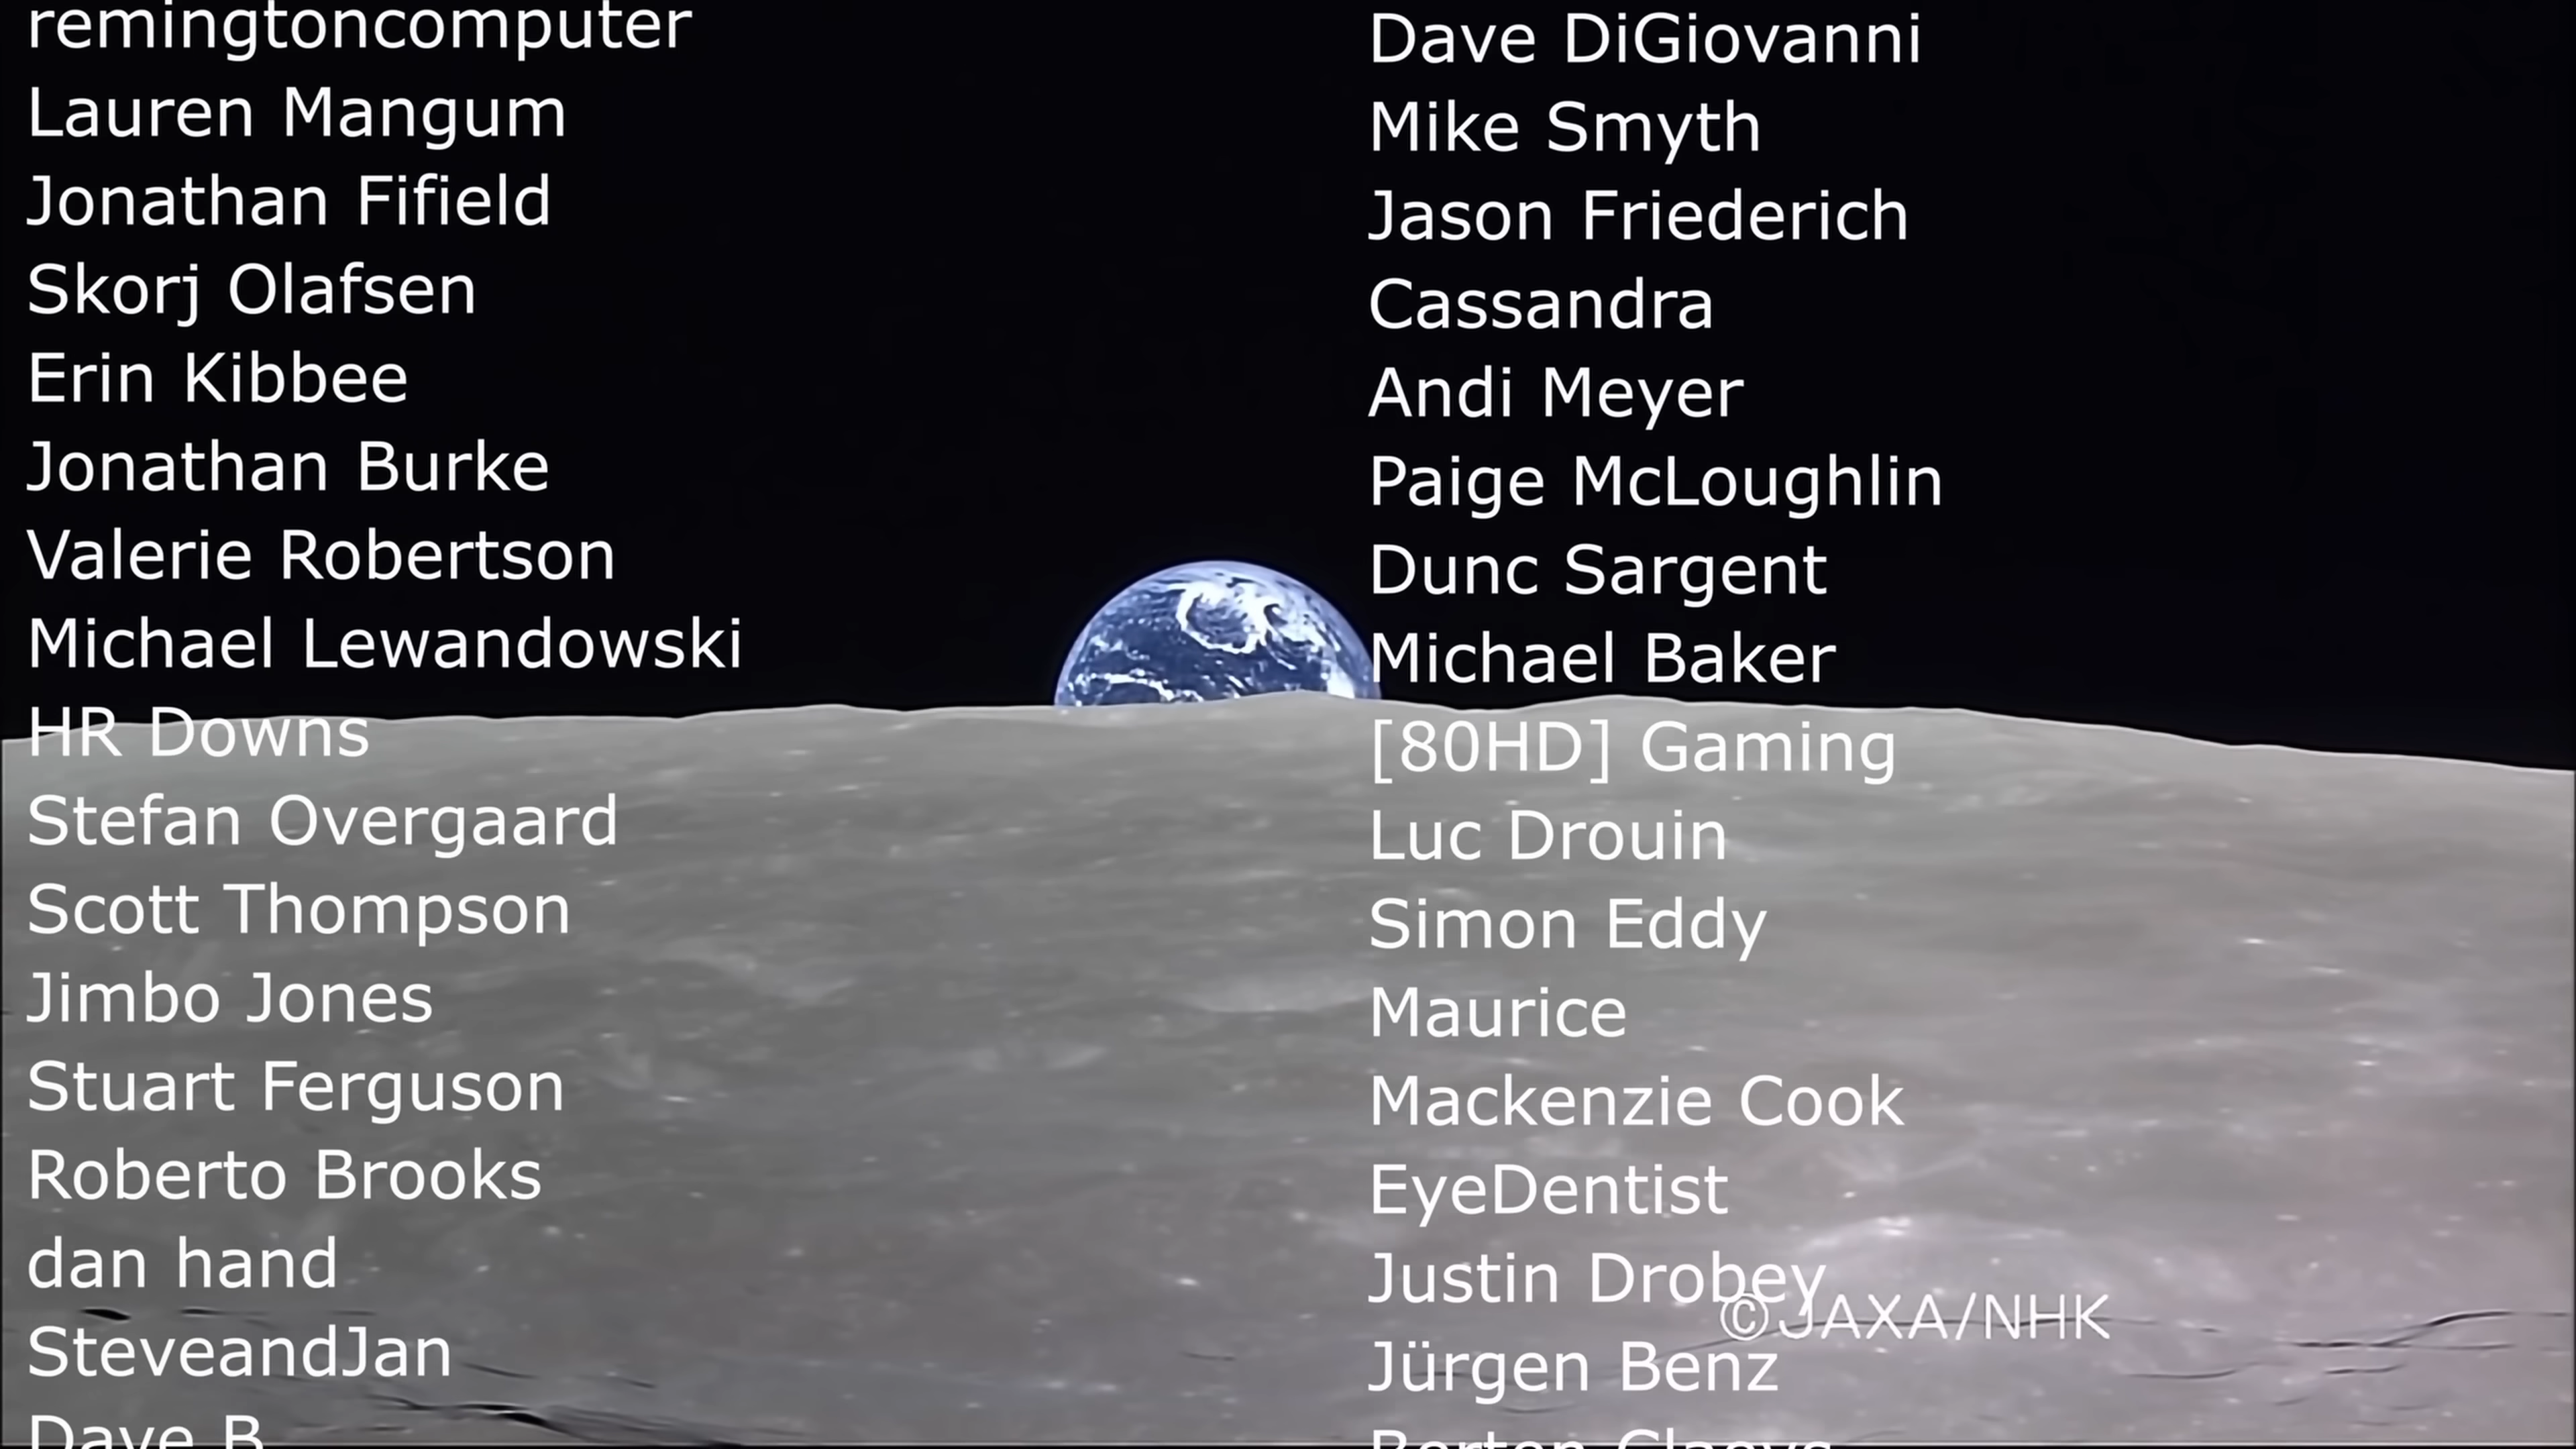 remingtoncomputer
Lauren Mangum
Jonathan Fifield
Skorj Olafsen
Erin Kibbee
Jonathan Burke
Valerie Robertson
Michael Lewandowski
HR Downs
Stefan Overgaard
Scott Thompson
Jimbo Jones
Stuart Ferguson
Roberto Brooks
dan hand
SteveandJan
Dave B
Dave DiGiovanni
Mike Smyth
Jason Friederich
Cassandra
Andi Meyer
Paige McLoughlin
Dunc Sargent
Michael Baker
[80HD] Gaming
Luc Drouin
Simon Eddy
Maurice
Mackenzie Cook
EyeDentist
Justin Drobey
©JAXA/NHK
Jürgen Benz